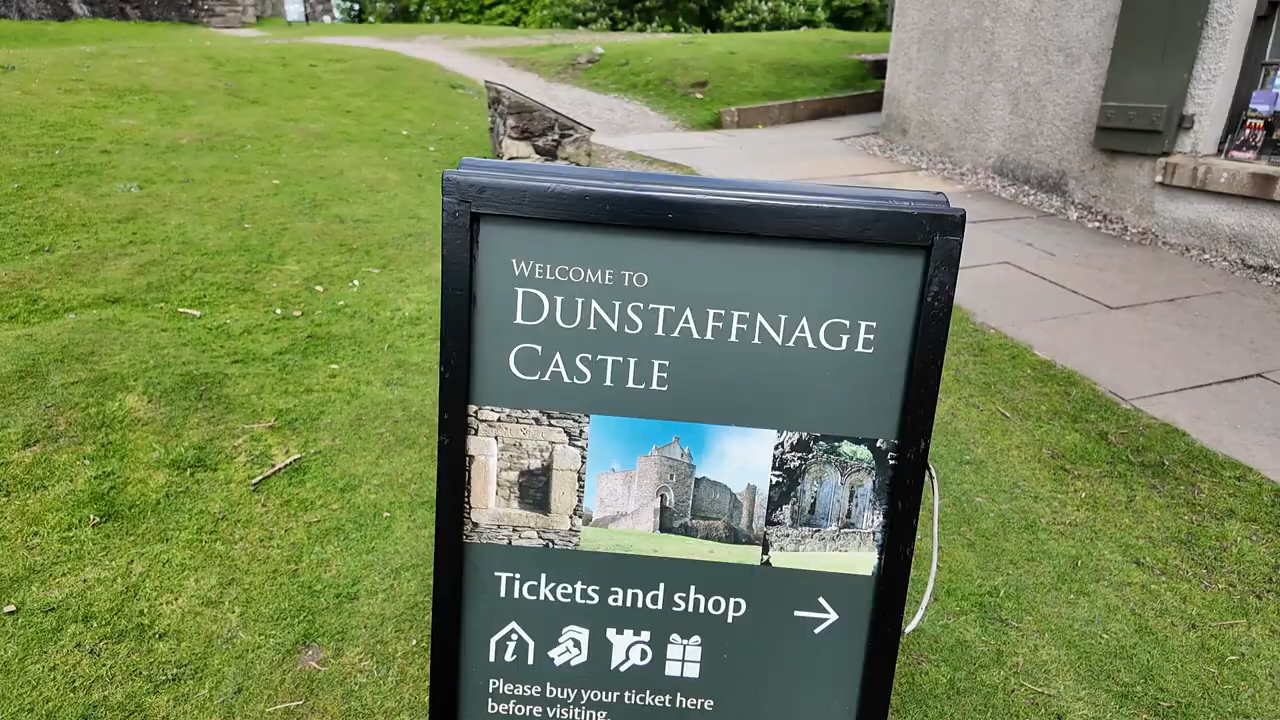 WELCOME TO
DUNSTAFFNAGE
CASTLE
Tickets and shop
Please buy your ticket here
before visiting.